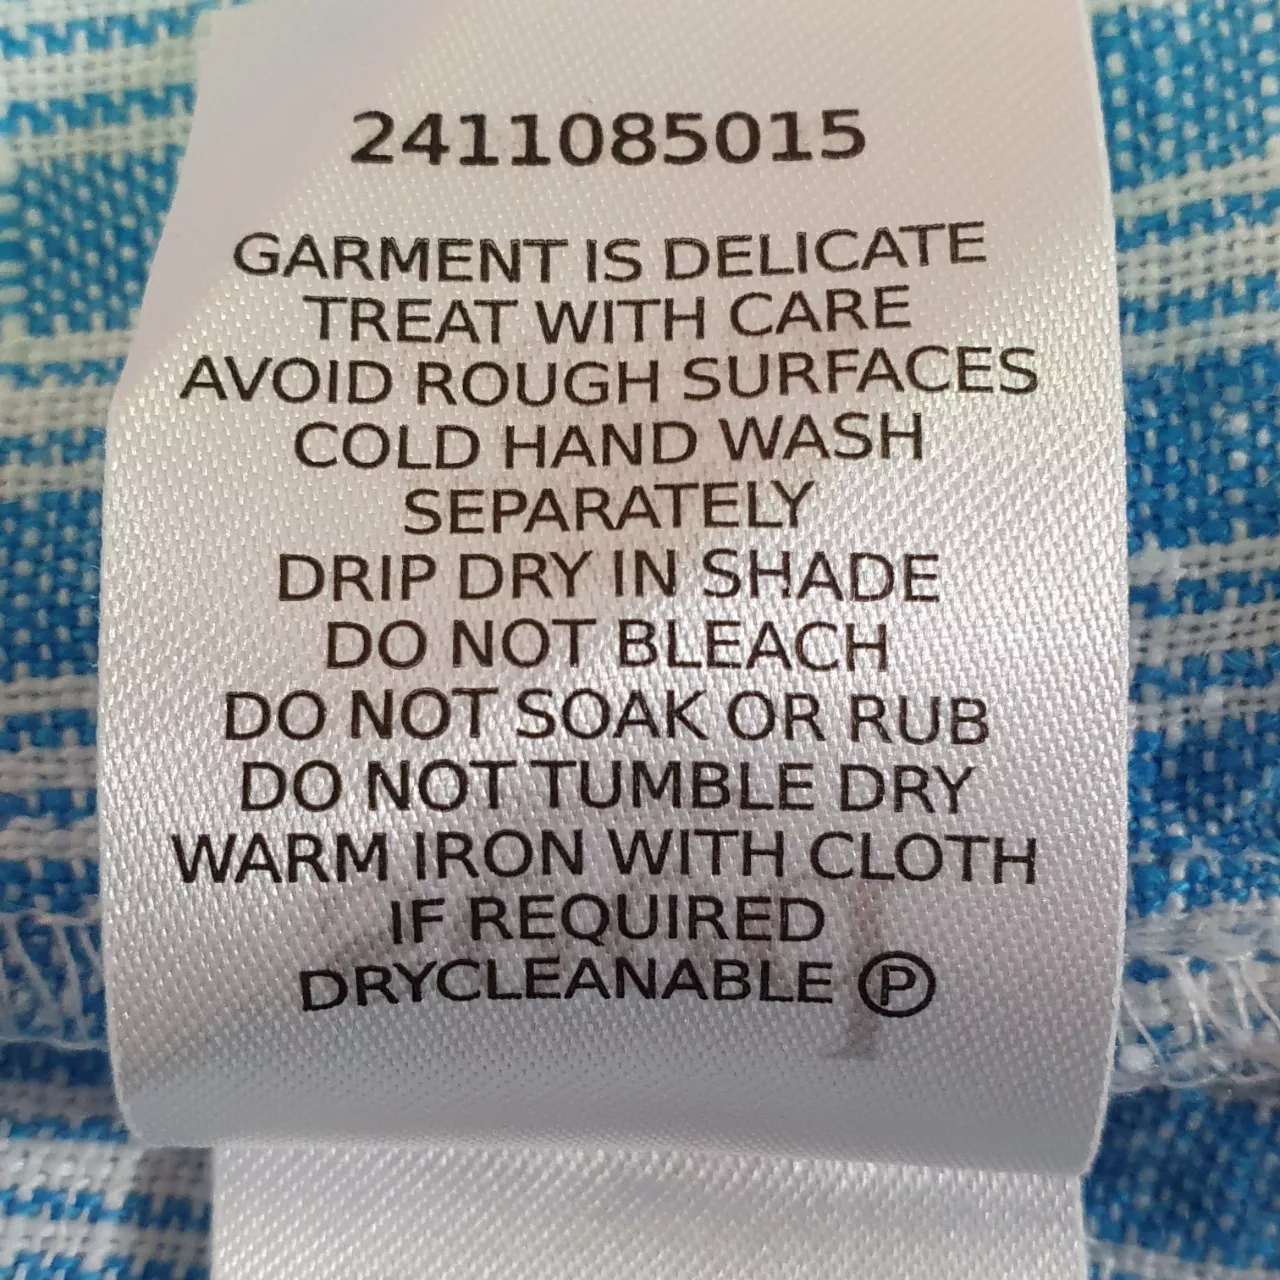 2411085015
GARMENT IS DELICATE
TREAT WITH CARE
AVOID ROUGH SURFACES
COLD HAND WASH
SEPARATELY
DRIP DRY IN SHADE
DO NOT BLEACH
DO NOT SOAK OR RUB
DO NOT TUMBLE DRY
WARM IRON WITH CLOTH
IF REQUIRED
DRYCLEANABLE Ⓟ